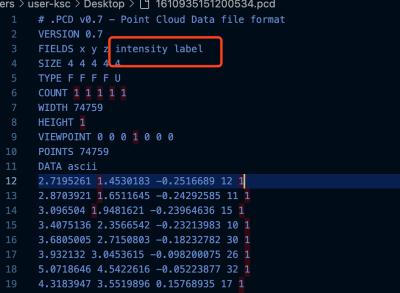 ers › user-ksc › Desktop › 1610935151200534.pcd
1 # .PCD v0.7 - Point Cloud Data file format
2 VERSION 0.7
3 FIELDS x y z intensity label
4 SIZE 4 4 4 4 4
5 TYPE F F F F U
6 COUNT 1 1 1 1 1
7 WIDTH 74759
8 HEIGHT 1
9 VIEWPOINT 0 0 0 1 0 0 0
10 POINTS 74759
11 DATA ascii
12 2.7195261 1.4530183 -0.2516689 12 1
13 2.8703921 1.6511645 -0.24292585 11 1
14 3.096504 1.9481621 -0.23964636 15 1
15 3.4075136 2.3566542 -0.23213983 10 1
16 3.6805005 2.7150803 -0.18232782 30 1
17 3.932132 3.0453615 -0.098200075 26 1
18 5.0718646 4.5422616 -0.05223877 32 1
19 4.3183947 3.5519896 0.15768935 17 1